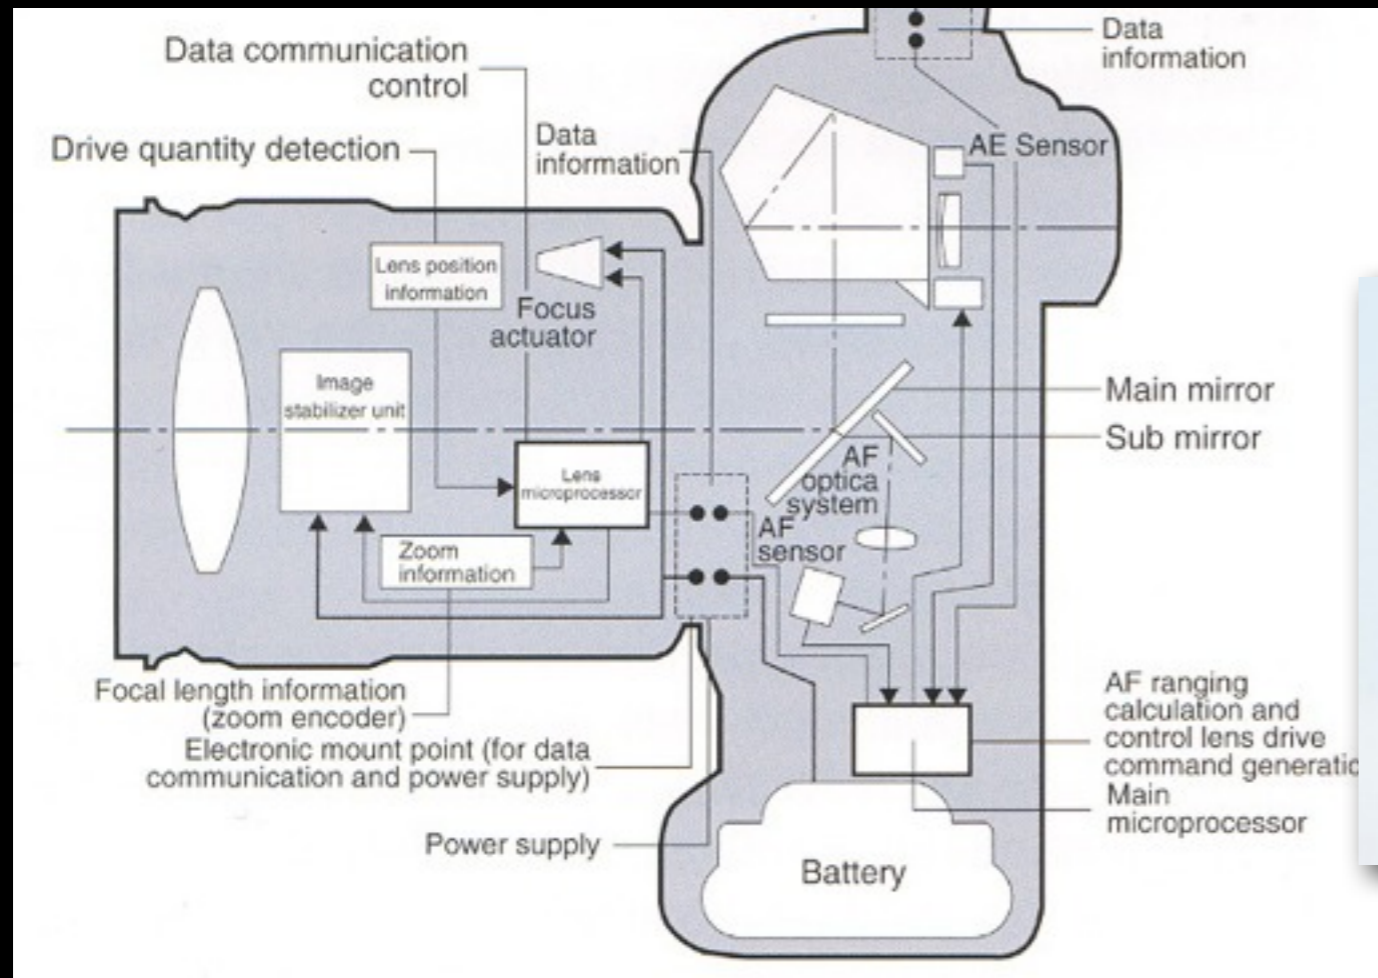 Data communication
control
Drive quantity detection
Data
information
Data
information
AE Sensor
Lens position
information
Focus
actuator
Image
stabilizer unit
Lens
microprocessor
Zoom
information
Main mirror
Sub mirror
AF
optica
system
AF
sensor
Focal length information
(zoom encoder)
Electronic mount point (for data
communication and power supply)
Power supply
Battery
AF ranging
calculation and
control lens drive
command generatio
Main
microprocessor